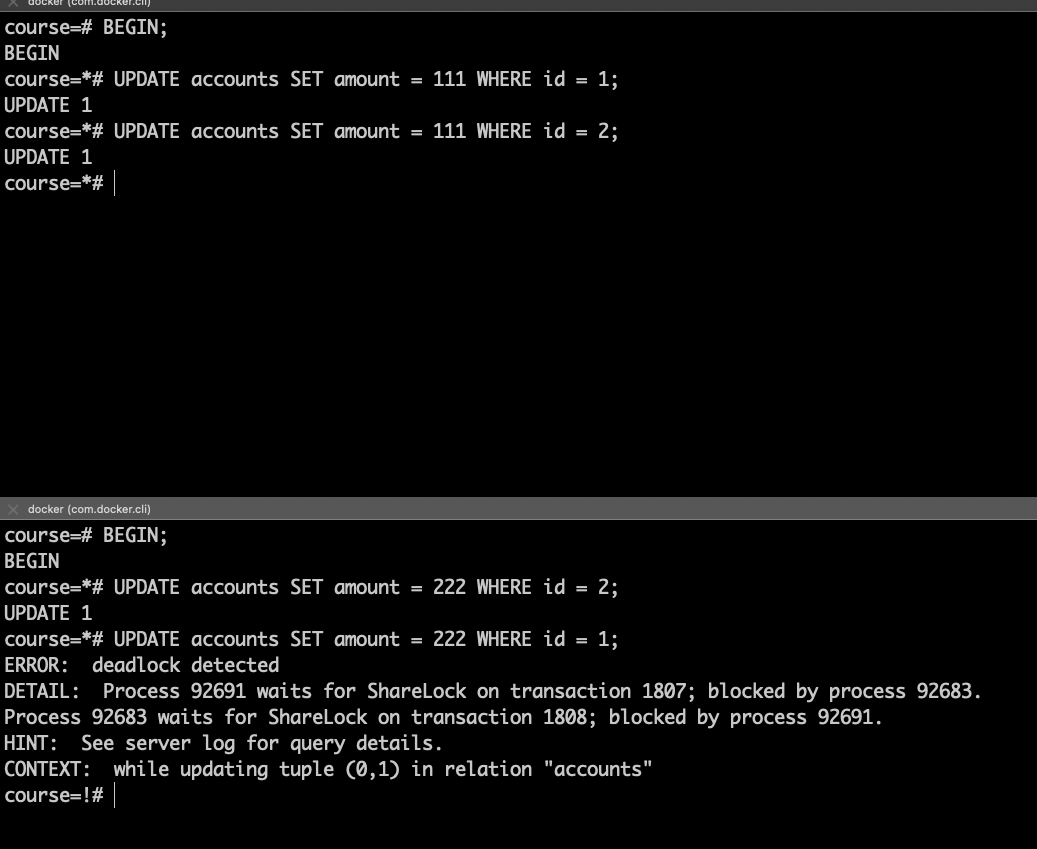 docker (com.docker.cli)
course=# BEGIN;
BEGIN
course=*# UPDATE accounts SET amount = 111 WHERE id = 1;
UPDATE 1
course=*# UPDATE accounts SET amount = 111 WHERE id = 2;
UPDATE 1
course=*#
docker (com.docker.cli)
course=# BEGIN;
BEGIN
course=*# UPDATE accounts SET amount = 222 WHERE id = 2;
UPDATE 1
course=*# UPDATE accounts SET amount = 222 WHERE id = 1;
ERROR:  deadlock detected
DETAIL:  Process 92691 waits for ShareLock on transaction 1807; blocked by process 92683.
Process 92683 waits for ShareLock on transaction 1808; blocked by process 92691.
HINT:  See server log for query details.
CONTEXT:  while updating tuple (0,1) in relation "accounts"
course=!#